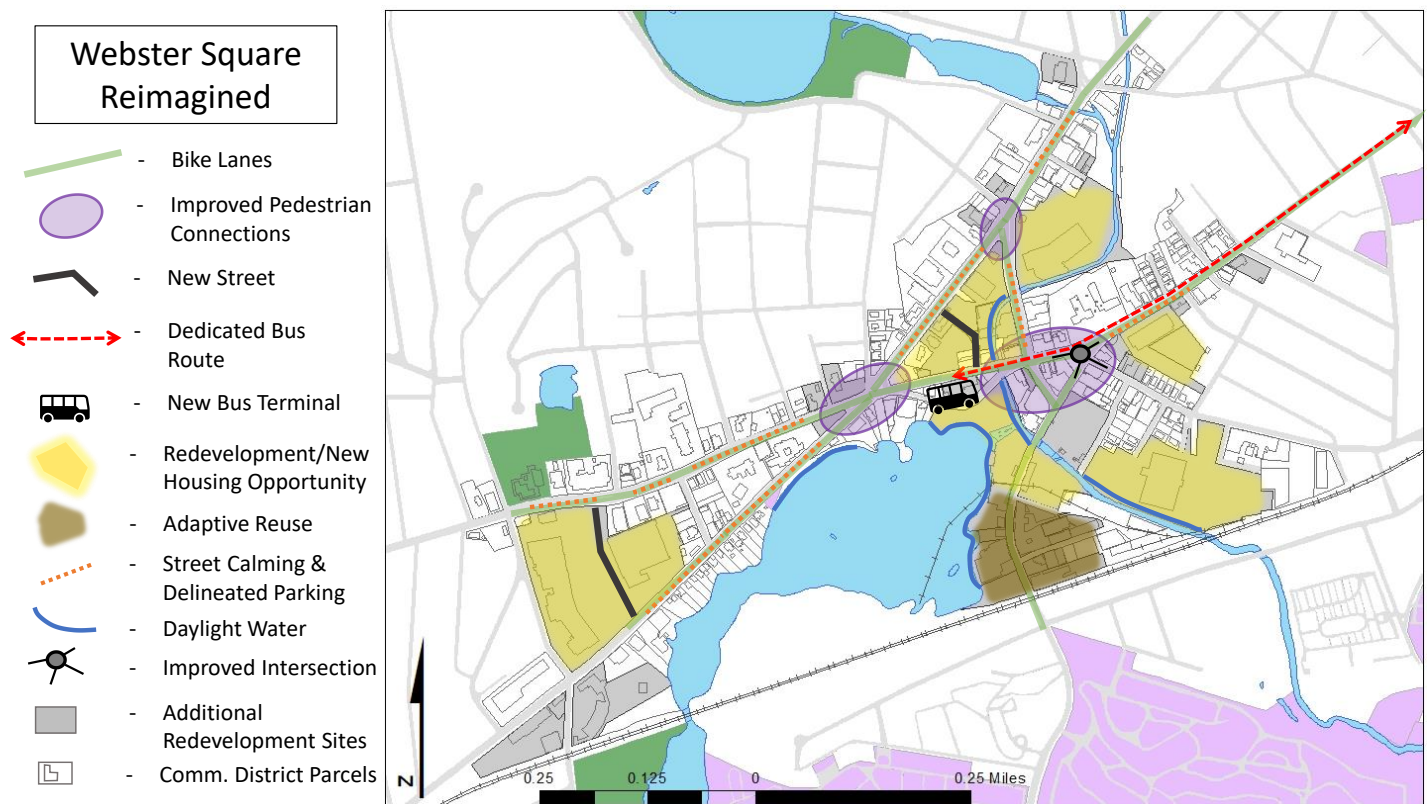 Webster Square
Reimagined
- Bike Lanes
- Improved Pedestrian
Connections
- New Street
- Dedicated Bus
Route
- New Bus Terminal
- Redevelopment/New
Housing Opportunity
- Adaptive Reuse
- Street Calming &
Delineated Parking
- Daylight Water
- Improved Intersection
- Additional
Redevelopment Sites
- Comm. District Parcels
N
0.25 0.125 0 0.25 Miles